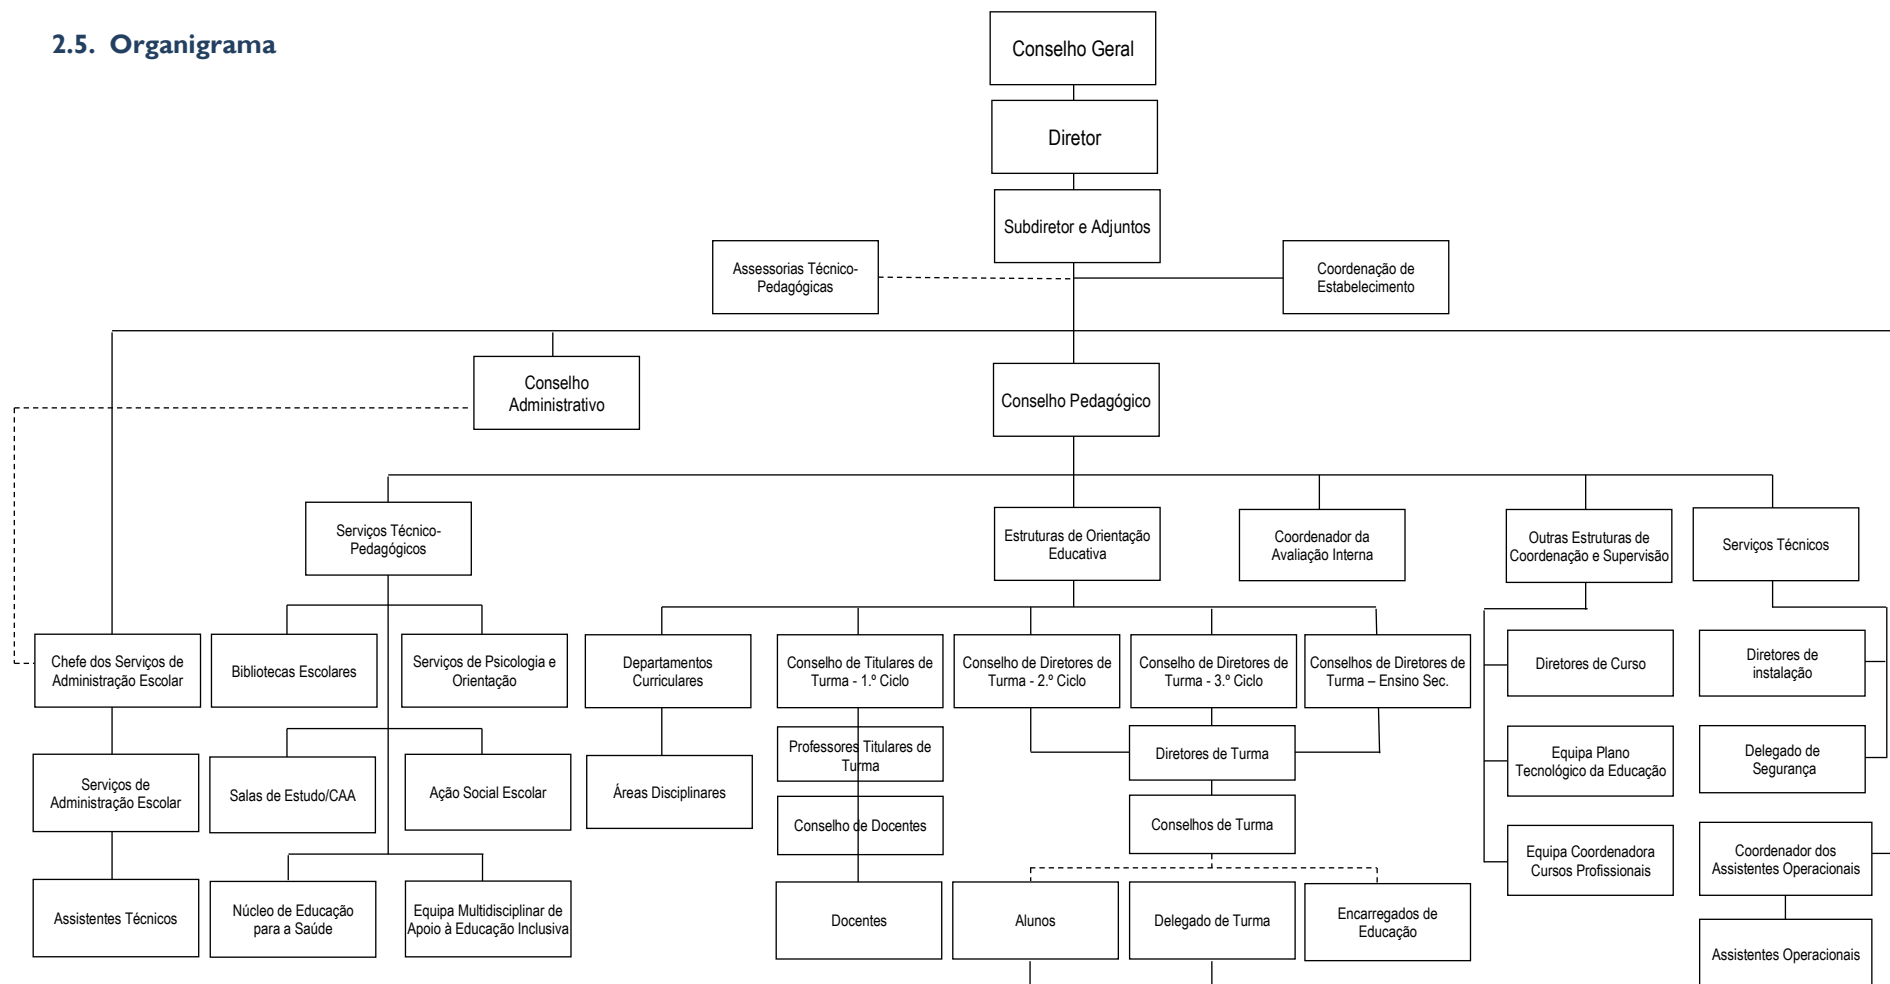 2.5. Organigrama
Conselho Geral
Diretor
Subdiretor e Adjuntos
Assessorias Técnico-
Pedagógicas
Coordenação de
Estabelecimento
Conselho
Administrativo
Conselho Pedagógico
Serviços Técnico-
Pedagógicos
Estruturas de Orientação
Educativa
Coordenador da
Avaliação Interna
Outras Estruturas de
Coordenação e Supervisão
Serviços Técnicos
Chefe dos Serviços de
Administração Escolar
Bibliotecas Escolares
Serviços de Psicologia e
Orientação
Departamentos
Curriculares
Conselho de Titulares de
Turma - 1.º Ciclo
Conselho de Diretores de
Turma - 2.º Ciclo
Conselho de Diretores de
Turma - 3.º Ciclo
Conselhos de Diretores de
Turma – Ensino Sec.
Diretores de Curso
Diretores de
instalação
Serviços de
Administração Escolar
Salas de Estudo/CAA
Ação Social Escolar
Áreas Disciplinares
Professores Titulares de
Turma
Diretores de Turma
Equipa Plano
Tecnológico da Educação
Delegado de
Segurança
Conselho de Docentes
Conselhos de Turma
Equipa Coordenadora
Cursos Profissionais
Coordenador dos
Assistentes Operacionais
Assistentes Técnicos
Núcleo de Educação
para a Saúde
Equipa Multidisciplinar de
Apoio à Educação Inclusiva
Docentes
Alunos
Delegado de Turma
Encarregados de
Educação
Assistentes Operacionais